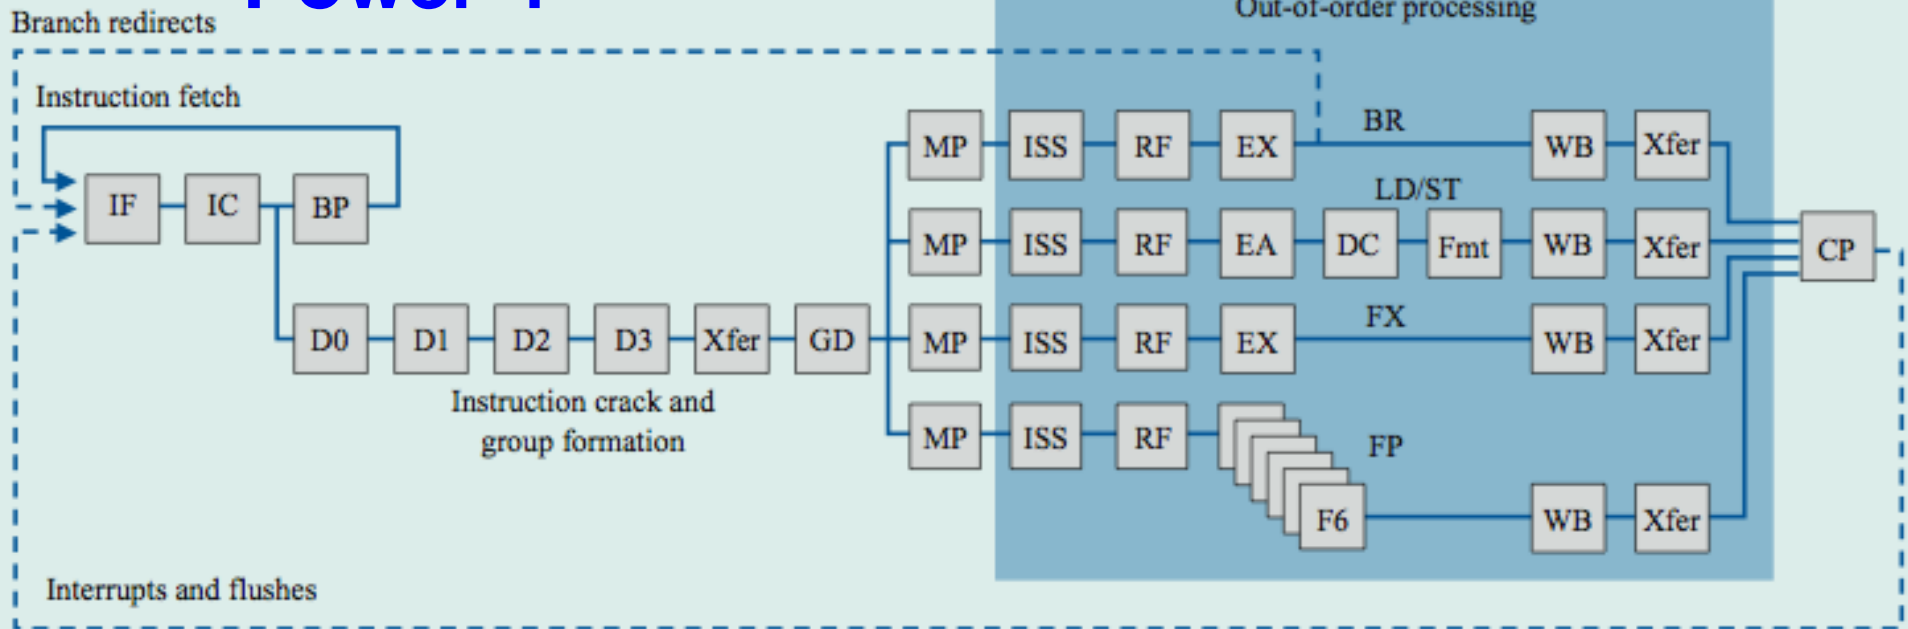 Power 4
Out-of-order processing
Branch redirects
Instruction fetch
BR
MP ISS RF EX WB Xfer
LD/ST
IF IC BP
MP ISS RF EA DC Fmt WB Xfer
CP
FX
D0 D1 D2 D3 Xfer GD
MP ISS RF EX WB Xfer
Instruction crack and
group formation
MP ISS RF
FP
F6 WB Xfer
Interrupts and flushes